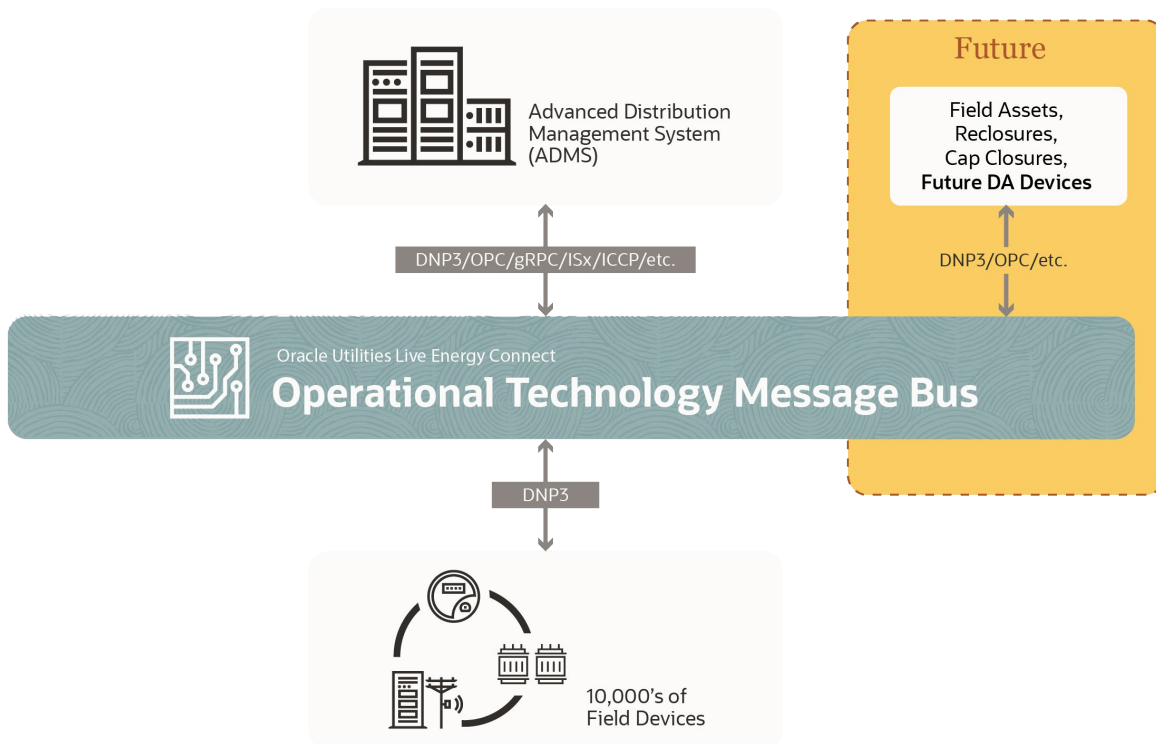 Future
Advanced Distribution
Management System
(ADMS)
Field Assets,
Reclosures,
Cap Closures,
Future DA Devices
DNP3/OPC/gRPC/ISx/ICCP/etc.
DNP3/OPC/etc.
Oracle Utilities Live Energy Connect
Operational Technology Message Bus
DNP3
10,000’s of
Field Devices